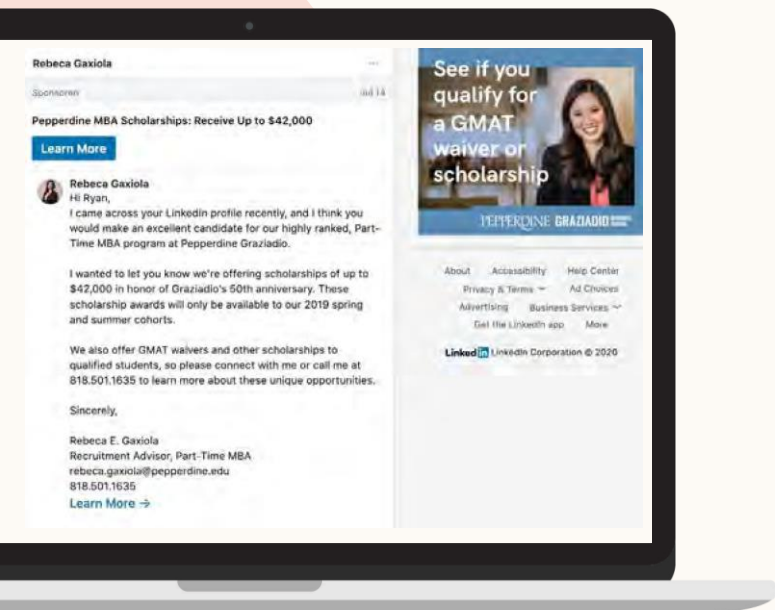 Rebeca Gaxiola
Sponsored
Pepperdine MBA Scholarships: Receive Up to $42,000
Learn More
Rebeca Gaxiola
Hi Ryan,
I came across your LinkedIn profile recently, and I think you
would make an excellent candidate for our highly ranked, Part-
Time MBA program at Pepperdine Graziadio.
I wanted to let you know we're offering scholarships of up to
$42,000 in honor of Graziadio's 50th anniversary. These
scholarship awards will only be available to our 2019 spring
and summer cohorts.
We also offer GMAT waivers and other scholarships to
qualified students, so please connect with me or call me at
818.501.1635 to learn more about these unique opportunities.
Sincerely,
Rebeca E. Gaxiola
Recruitment Advisor, Part-Time MBA
rebeca.gaxiola@pepperdine.edu
818.501.1635
Learn More →
See if you
qualify for
a GMAT
waiver or
scholarship
PEPPERDINE GRAZIADIO
About Accessibility Help Center
Privacy & Terms Ad Choices
Advertising Business Services
Get the LinkedIn app More
LinkedIn LinkedIn Corporation © 2020